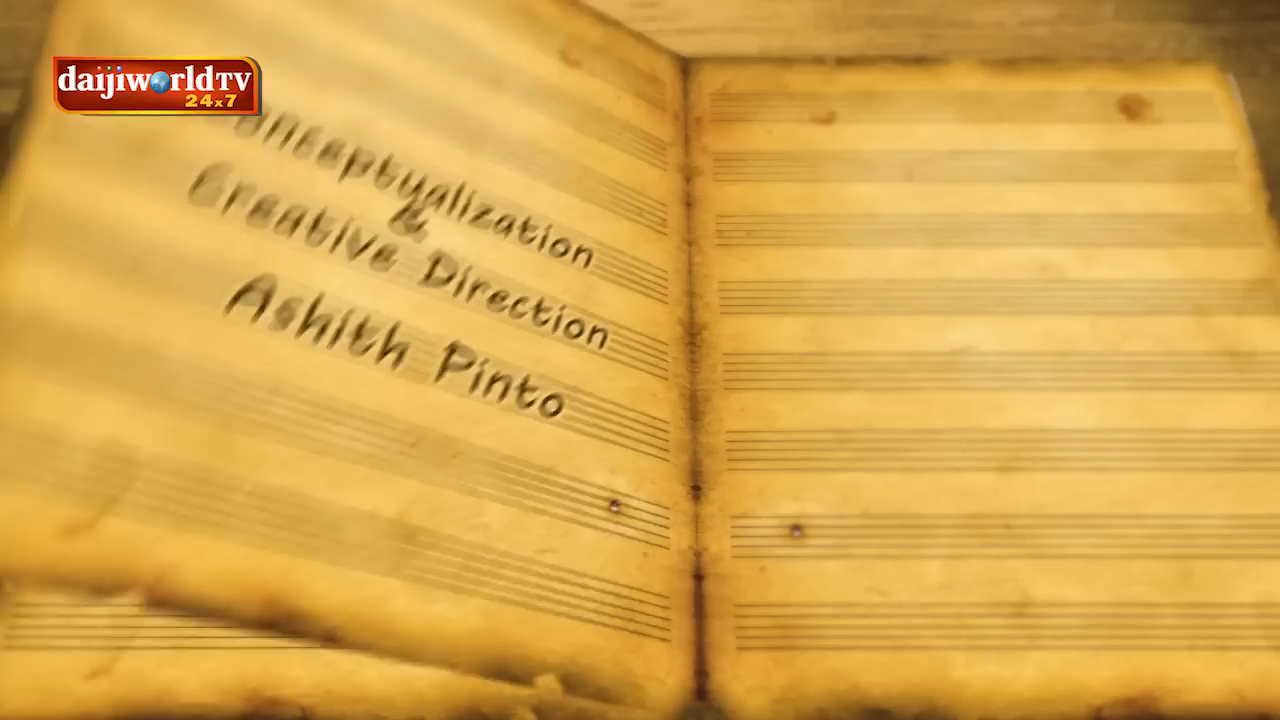 daijiworldTV
24x7
Conceptualization
&
Creative Direction
Ashith Pinto